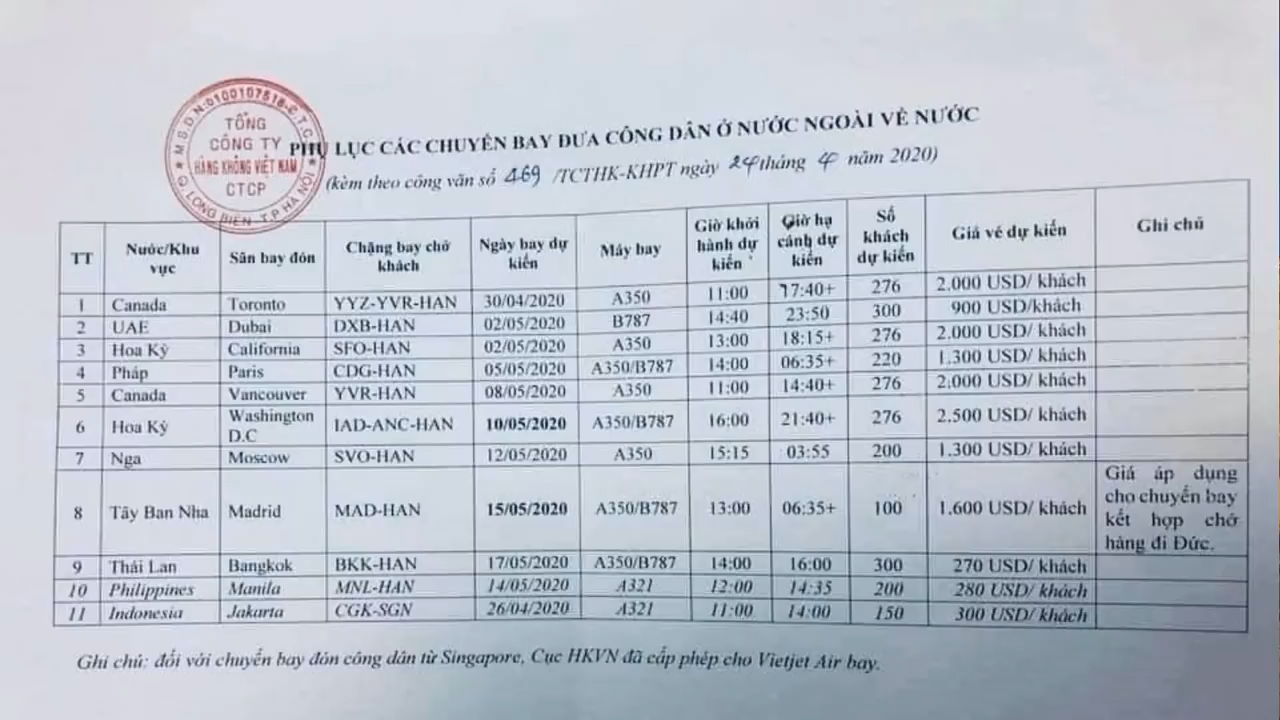 M.S.D.N:0100107518-C.T.C.P
TỔNG
CÔNG TY
HÀNG KHÔNG VIỆT NAM
CTCP
Q.LONG BIÊN-T.P HÀ NỘI
PHỤ LỤC CÁC CHUYẾN BAY ĐƯA CÔNG DÂN Ở NƯỚC NGOÀI VỀ NƯỚC
(kèm theo công văn số 469 /TCTHK-KHPT ngày 24 tháng 4 năm 2020)
TT Nước/Khu vực Sân bay đón Chặng bay chở khách Ngày bay dự kiến Máy bay Giờ khởi hành dự kiến Giờ hạ cánh dự kiến Số khách dự kiến Giá vé dự kiến Ghi chú
1 Canada Toronto YYZ-YVR-HAN 30/04/2020 A350 11:00 17:40+ 276 2.000 USD/ khách
2 UAE Dubai DXB-HAN 02/05/2020 B787 14:40 23:50 300 900 USD/khách
3 Hoa Kỳ California SFO-HAN 02/05/2020 A350 13:00 18:15+ 276 2.000 USD/ khách
4 Pháp Paris CDG-HAN 05/05/2020 A350/B787 14:00 06:35+ 220 1.300 USD/ khách
5 Canada Vancouver YVR-HAN 08/05/2020 A350 11:00 14:40+ 276 2.000 USD/ khách
6 Hoa Kỳ Washington D.C IAD-ANC-HAN 10/05/2020 A350/B787 16:00 21:40+ 276 2.500 USD/ khách
7 Nga Moscow SVO-HAN 12/05/2020 A350 15:15 03:55 200 1.300 USD/ khách
8 Tây Ban Nha Madrid MAD-HAN 15/05/2020 A350/B787 13:00 06:35+ 100 1.600 USD/ khách Giá áp dụng cho chuyến bay kết hợp chở hàng đi Đức.
9 Thái Lan Bangkok BKK-HAN 17/05/2020 A350/B787 14:00 16:00 300 270 USD/ khách
10 Philippines Manila MNL-HAN 14/05/2020 A321 12:00 14:35 200 280 USD/ khách
11 Indonesia Jakarta CGK-SGN 26/04/2020 A321 11:00 14:00 150 300 USD/ khách
Ghi chú: đối với chuyến bay đón công dân từ Singapore, Cục HKVN đã cấp phép cho Vietjet Air bay.